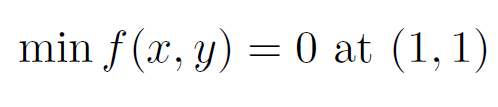 min f(x, y) = 0 at (1, 1)